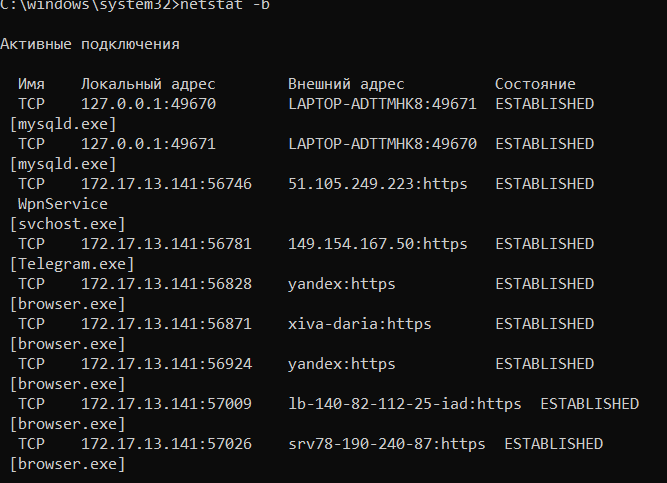 C:\windows\system32>netstat -b
Активные подключения
Имя Локальный адрес Внешний адрес Состояние
TCP 127.0.0.1:49670 LAPTOP-ADTTMHK8:49671 ESTABLISHED
[mysqld.exe]
TCP 127.0.0.1:49671 LAPTOP-ADTTMHK8:49670 ESTABLISHED
[mysqld.exe]
TCP 172.17.13.141:56746 51.105.249.223:https ESTABLISHED
WpnService
[svchost.exe]
TCP 172.17.13.141:56781 149.154.167.50:https ESTABLISHED
[Telegram.exe]
TCP 172.17.13.141:56828 yandex:https ESTABLISHED
[browser.exe]
TCP 172.17.13.141:56871 xiva-daria:https ESTABLISHED
[browser.exe]
TCP 172.17.13.141:56924 yandex:https ESTABLISHED
[browser.exe]
TCP 172.17.13.141:57009 lb-140-82-112-25-iad:https ESTABLISHED
[browser.exe]
TCP 172.17.13.141:57026 srv78-190-240-87:https ESTABLISHED
[browser.exe]